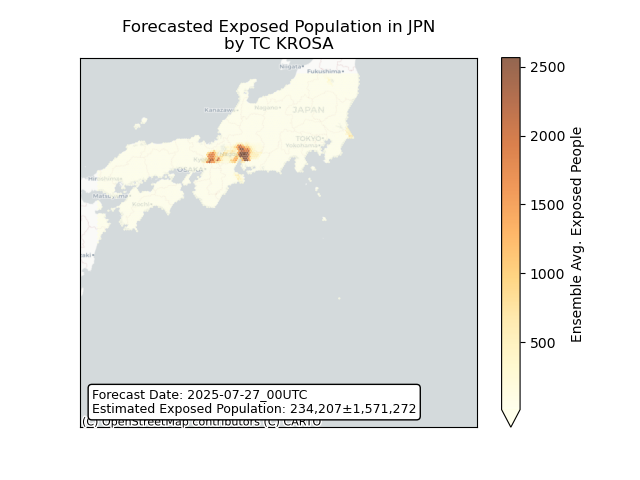 Forecasted Exposed Population in JPN
by TC KROSA
Niigata
Fukushima
Kanazawa
Nagano
JAPAN
TOKYO
Yokohama
OSAKA
Hiroshima
Matsuyama
Kochi
2500
2000
1500
1000
500
Ensemble Avg. Exposed People
Forecast Date: 2025-07-27_00UTC
Estimated Exposed Population: 234,207±1,571,272
(C) OpenStreetMap contributors (C) CARTO